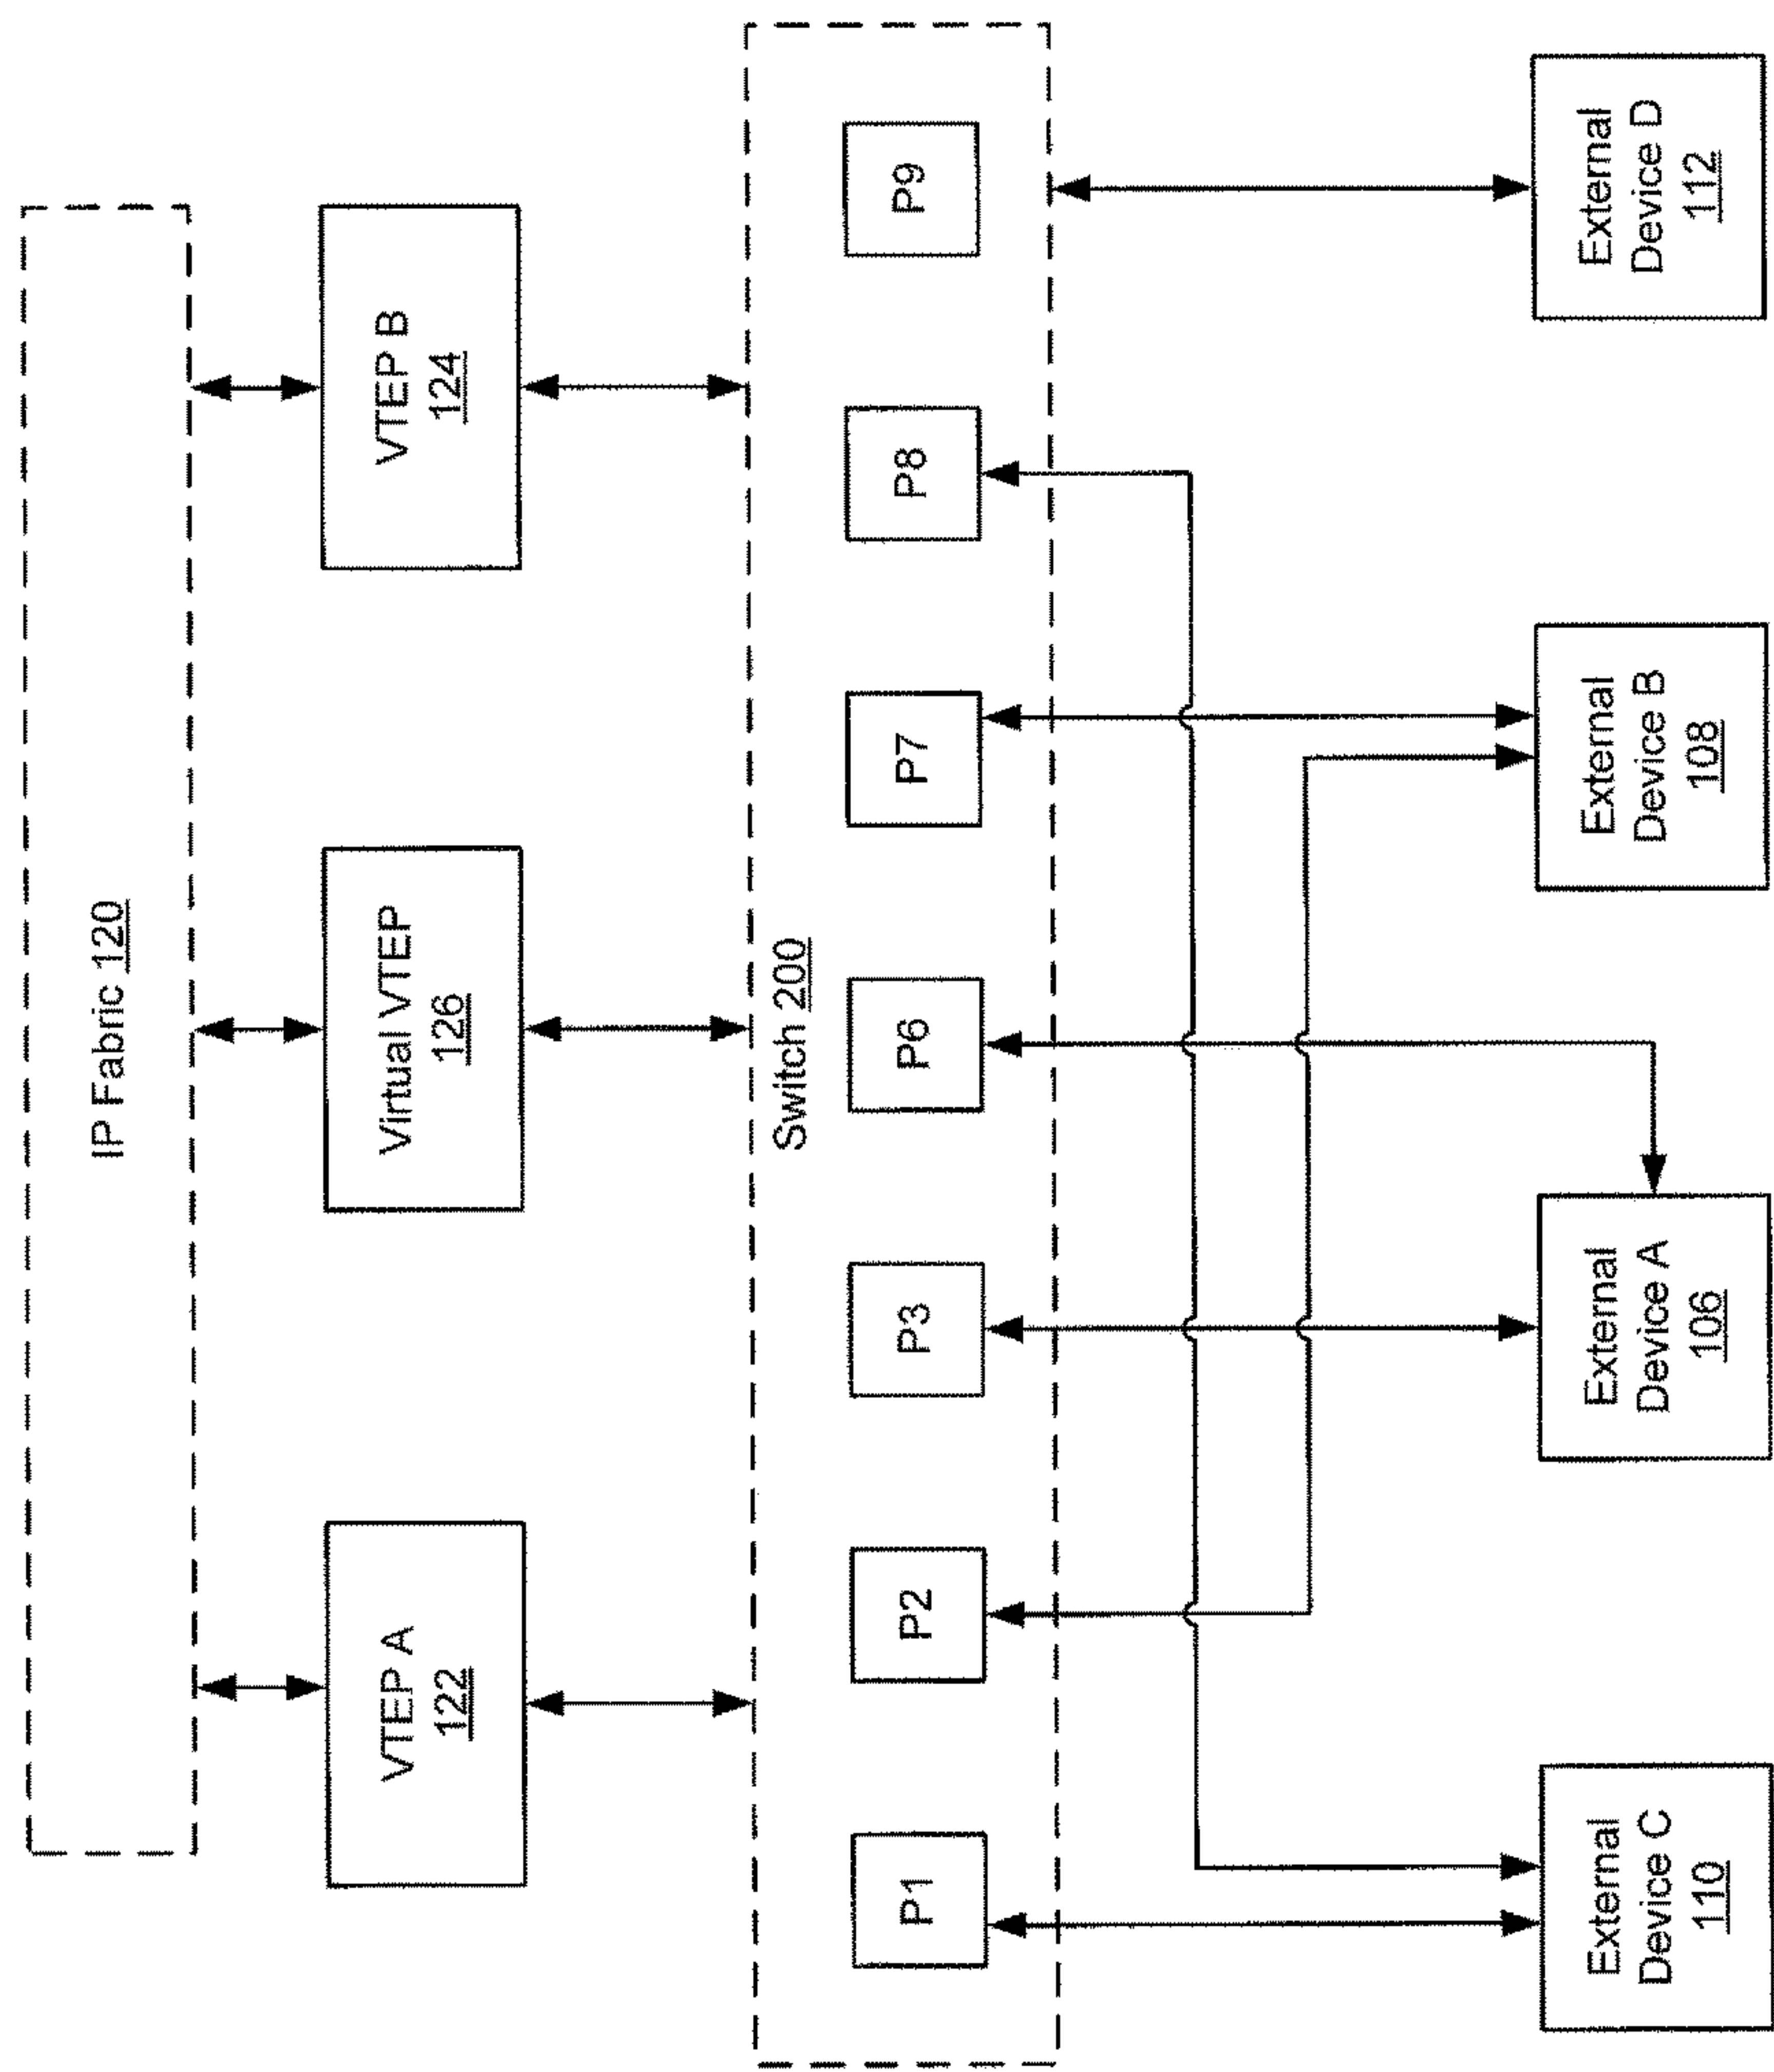 IP Fabric 120
VTEP A
122
Virtual VTEP
126
VTEP B
124
Switch 200
P1
P2
P3
P6
P7
P8
P9
External
Device C
110
External
Device A
106
External
Device B
108
External
Device D
112